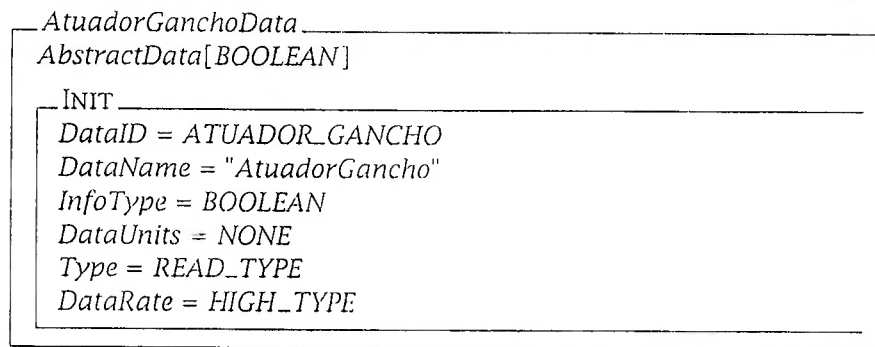 AtuadorGanchoData
AbstractData[BOOLEAN]
INIT
DataID = ATUADOR_GANCHO
DataName = "AtuadorGancho"
InfoType = BOOLEAN
DataUnits = NONE
Type = READ_TYPE
DataRate = HIGH_TYPE